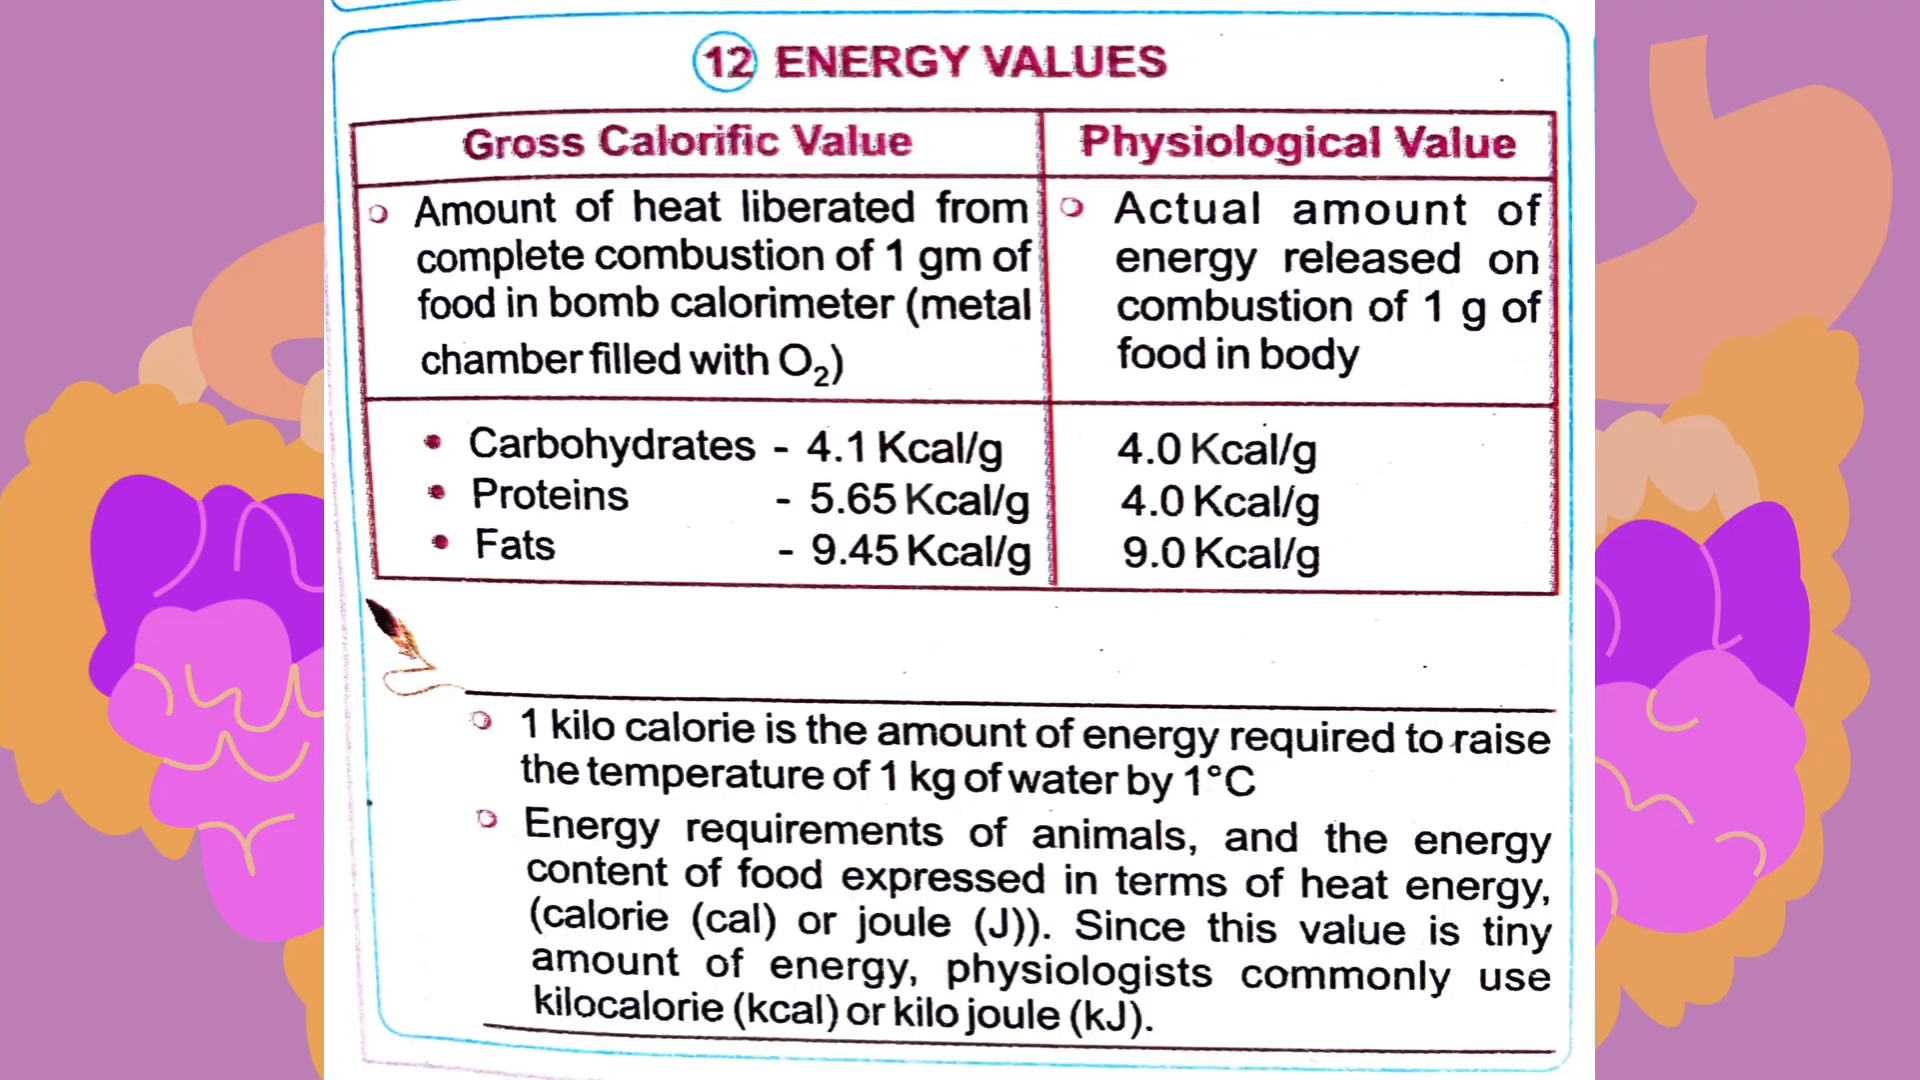 12 ENERGY VALUES
Gross Calorific Value
Physiological Value
Amount of heat liberated from
complete combustion of 1 gm of
food in bomb calorimeter (metal
chamber filled with O₂)
Actual amount of
energy released on
combustion of 1 g of
food in body
• Carbohydrates - 4.1 Kcal/g
4.0 Kcal/g
• Proteins - 5.65 Kcal/g
4.0 Kcal/g
• Fats - 9.45 Kcal/g
9.0 Kcal/g
1 kilo calorie is the amount of energy required to raise
the temperature of 1 kg of water by 1°C
Energy requirements of animals, and the energy
content of food expressed in terms of heat energy,
(calorie (cal) or joule (J)). Since this value is tiny
amount of energy, physiologists commonly use
kilocalorie (kcal) or kilo joule (kJ).